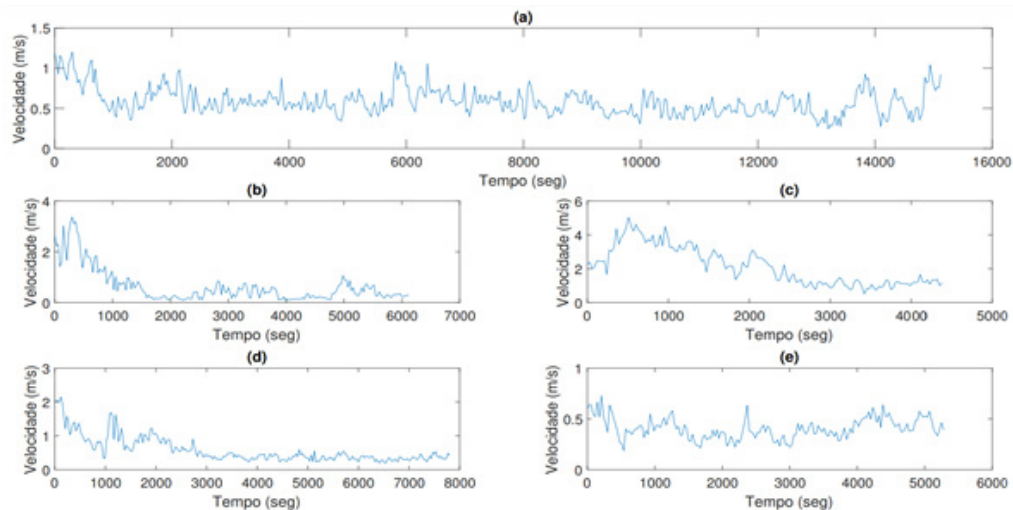 (a)
Velocidade (m/s)
1.5
1
0.5
0
0 2000 4000 6000 8000 10000 12000 14000 16000
Tempo (seg)
(b)
Velocidade (m/s)
4
2
0
0 1000 2000 3000 4000 5000 6000 7000
Tempo (seg)
(c)
Velocidade (m/s)
6
4
2
0
0 1000 2000 3000 4000 5000
Tempo (seg)
(d)
Velocidade (m/s)
3
2
1
0
0 1000 2000 3000 4000 5000 6000 7000 8000
Tempo (seg)
(e)
Velocidade (m/s)
1
0.5
0
0 1000 2000 3000 4000 5000 6000
Tempo (seg)